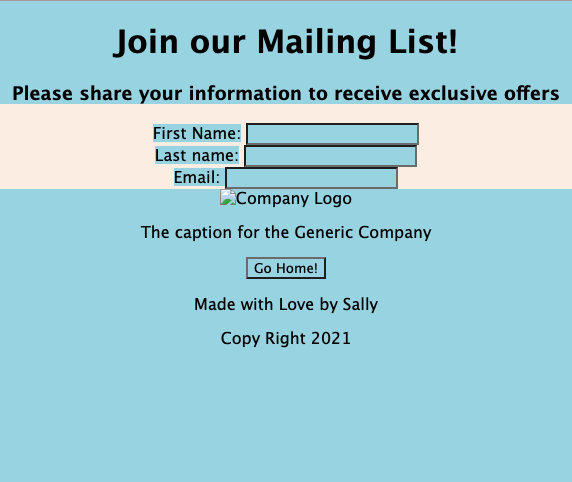 Join our Mailing List!
Please share your information to receive exclusive offers
First Name:
Last name:
Email:
Company Logo
The caption for the Generic Company
Go Home!
Made with Love by Sally
Copy Right 2021